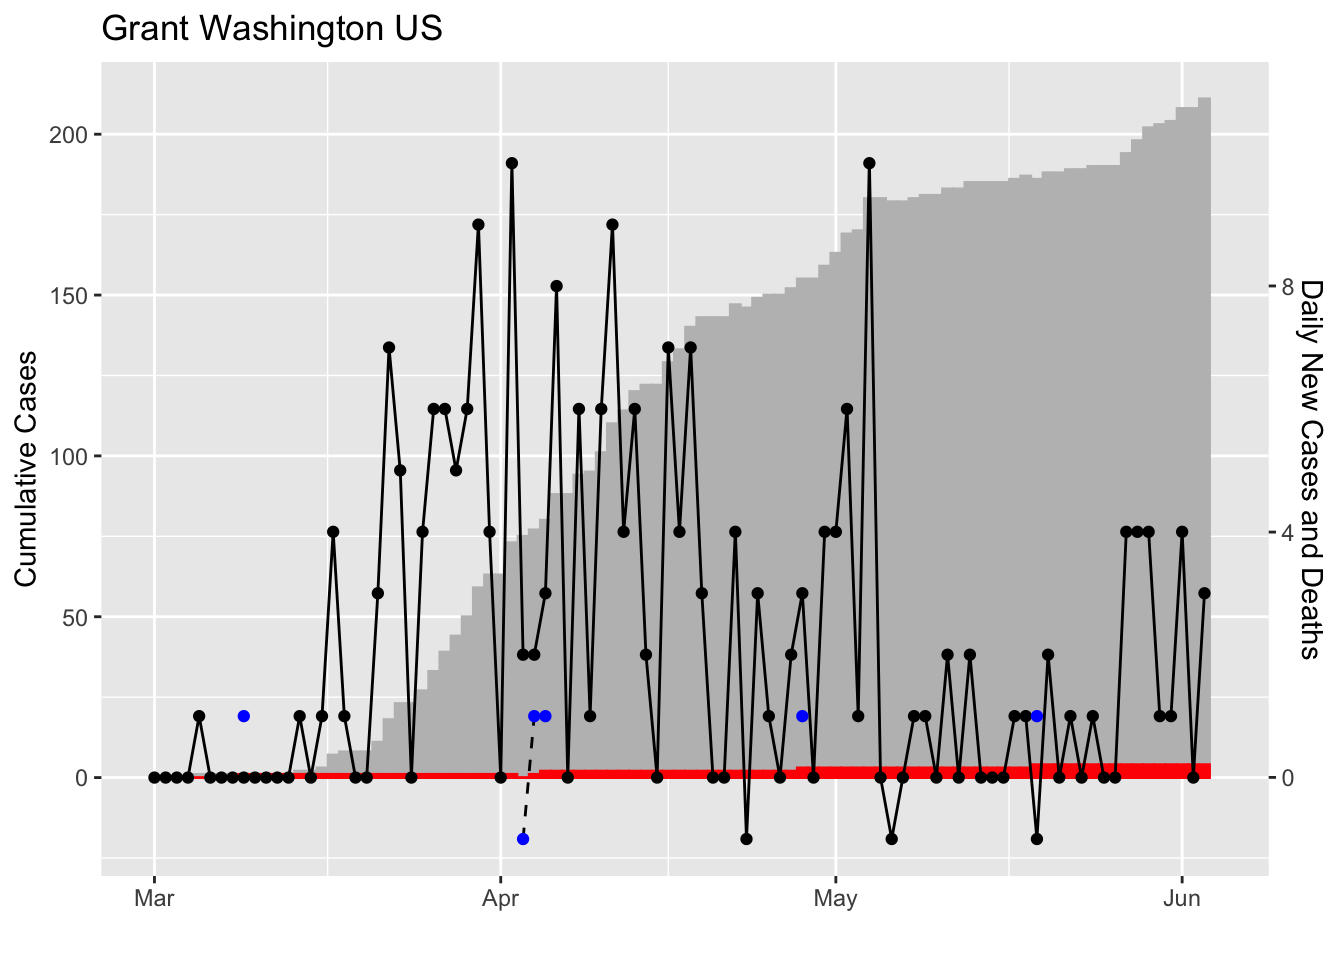 Grant Washington US
Cumulative Cases
200
150
100
50
0
8
4
0
Daily New Cases and Deaths
Mar
Apr
May
Jun